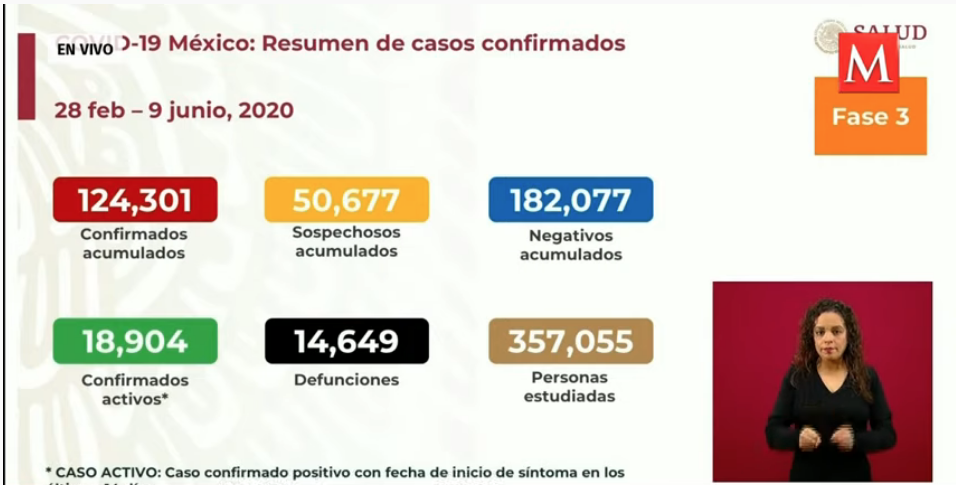 EN VIVO
COVID-19 México: Resumen de casos confirmados
SALUD
M
28 feb – 9 junio, 2020
Fase 3
124,301
Confirmados
acumulados
50,677
Sospechosos
acumulados
182,077
Negativos
acumulados
18,904
Confirmados
activos*
14,649
Defunciones
357,055
Personas
estudiadas
* CASO ACTIVO: Caso confirmado positivo con fecha de inicio de síntoma en los